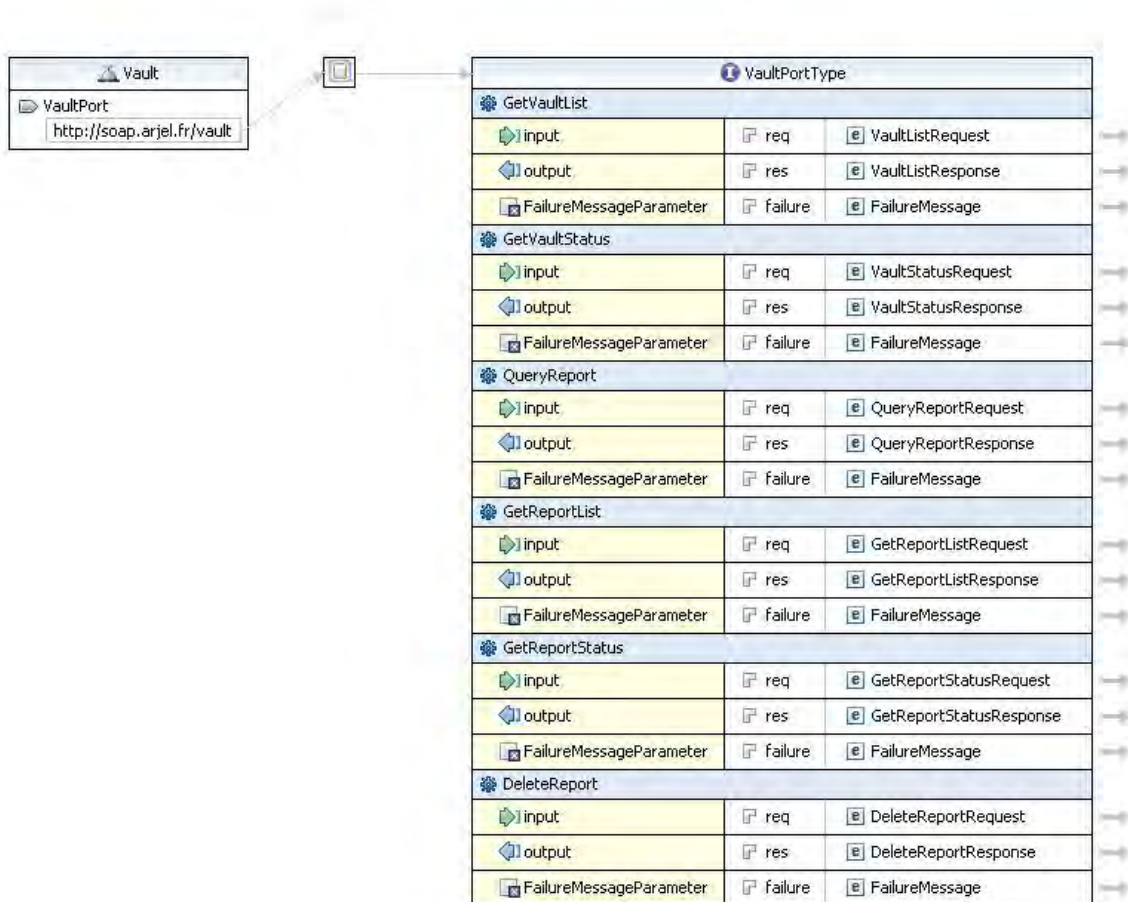 Vault
VaultPort
http://soap.arjel.fr/vault
VaultPortType
GetVaultList
input req VaultListRequest
output res VaultListResponse
FailureMessageParameter failure FailureMessage
GetVaultStatus
input req VaultStatusRequest
output res VaultStatusResponse
FailureMessageParameter failure FailureMessage
QueryReport
input req QueryReportRequest
output res QueryReportResponse
FailureMessageParameter failure FailureMessage
GetReportList
input req GetReportListRequest
output res GetReportListResponse
FailureMessageParameter failure FailureMessage
GetReportStatus
input req GetReportStatusRequest
output res GetReportStatusResponse
FailureMessageParameter failure FailureMessage
DeleteReport
input req DeleteReportRequest
output res DeleteReportResponse
FailureMessageParameter failure FailureMessage